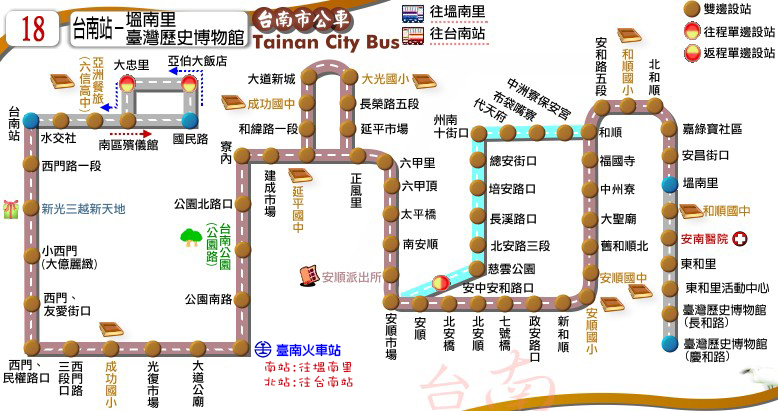 18
台南站－塭南里
臺灣歷史博物館
台南市公車
Tainan City Bus
往塭南里
往台南站
雙邊設站
往程單邊設站
返程單邊設站
台南站
水交社
亞洲餐旅
(六信高中)
大忠里
亞伯大飯店
南區殯儀館
國民路
西門路一段
新光三越新天地
小西門
(大億麗緻)
西門、
友愛街口
西門、
民權路口
西門路
三段口
成功國小
光復市場
大道公廟
臺南火車站
南站:往塭南里
北站:往台南站
公園南路
台南公園
(公園路)
公園北路口
寮內
建成市場
延平國中
和緯路一段
成功國中
大道新城
大光國小
長榮路五段
延平市場
正風里
六甲里
六甲頂
太平橋
南安順
安順派出所
安順市場
安順
北安橋
北安順
七號橋
政安路口
新和順
安順國小
安中安和路口
慈雲公園
北安路三段
長溪路口
培安路口
總安街口
州南
十街口
代天府
布袋嘴寮
中洲寮保安宮
和順
福國寺
中州寮
大聖廟
舊和順北
安順國中
安和路五段
和順國小
北和順
嘉綠寶社區
安昌街口
塭南里
和順國中
安南醫院
東和里
東和里活動中心
臺灣歷史博物館
(長和路)
臺灣歷史博物館
(慶和路)
台南